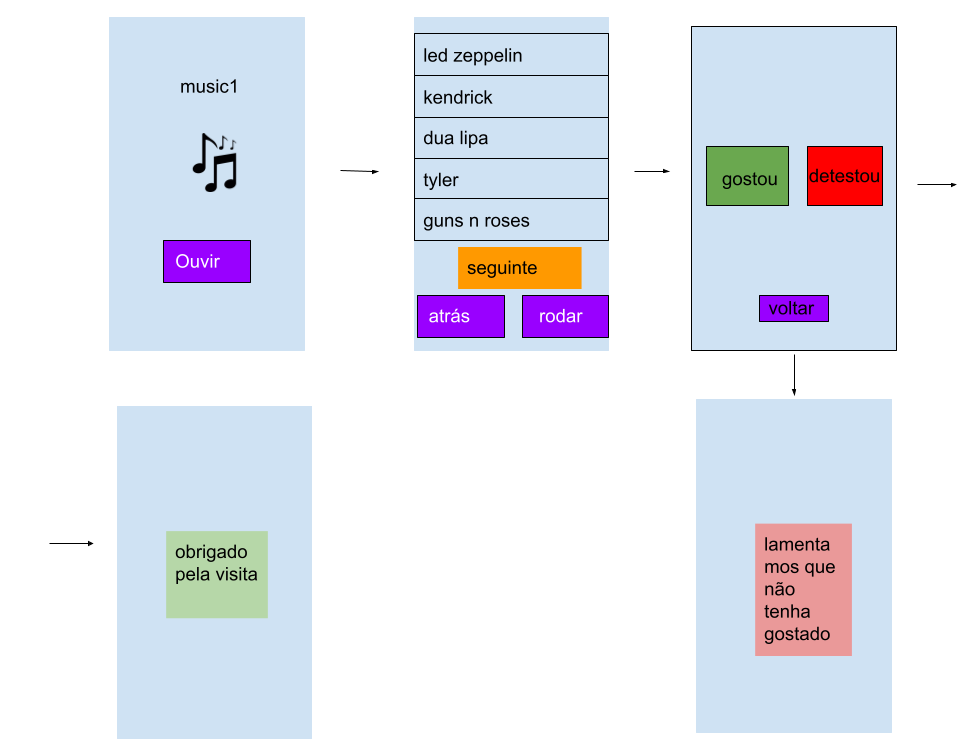 music1
Ouvir
led zeppelin
kendrick
dua lipa
tyler
guns n roses
seguinte
atrás
rodar
gostou
detestou
voltar
obrigado
pela visita
lamenta
mos que
não
tenha
gostado